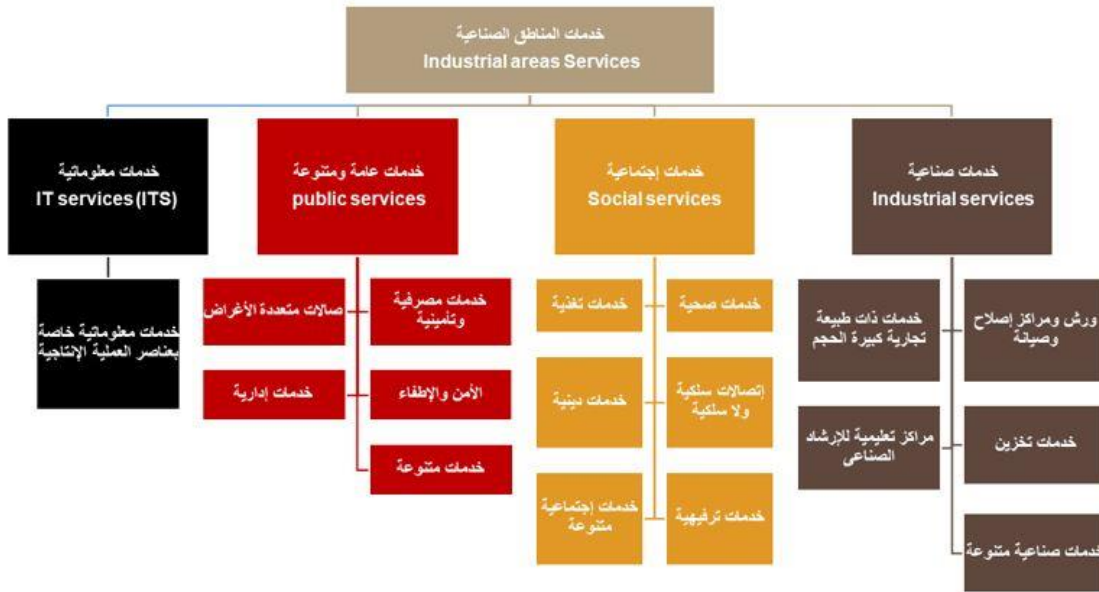 خدمات المناطق الصناعية
Industrial areas Services
خدمات صناعية
Industrial services
خدمات إجتماعية
Social services
خدمات عامة ومتنوعة
public services
خدمات معلوماتية
IT services (ITS)
ورش ومراكز إصلاح
وصيانة
خدمات ذات طبيعة
تجارية كبيرة الحجم
خدمات تخزين
مراكز تعليمية للإرشاد
الصناعى
خدمات صناعية متنوعة
خدمات صحية
خدمات تغذية
إتصالات سلكية
ولا سلكية
خدمات دينية
خدمات ترفيهية
خدمات إجتماعية
متنوعة
خدمات مصرفية
وتأمينية
صالات متعددة الأغراض
الأمن والإطفاء
خدمات إدارية
خدمات متنوعة
خدمات معلوماتية خاصة
بعناصر العملية الإنتاجية